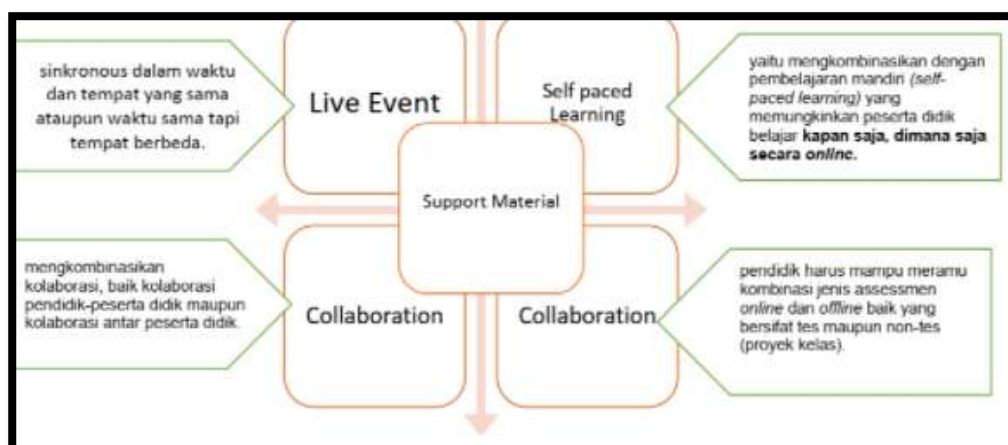 sinkronous dalam waktu
dan tempat yang sama
ataupun waktu sama tapi
tempat berbeda.
Live Event
Self paced
Learning
yaitu mengkombinasikan dengan
pembelajaran mandiri (self-
paced learning) yang
memungkinkan peserta didik
belajar kapan saja, dimana saja
secara online.
Support Material
mengkombinasikan
kolaborasi, baik kolaborasi
pendidik-peserta didik maupun
kolaborasi antar peserta didik.
Collaboration
Collaboration
pendidik harus mampu meramu
kombinasi jenis assessmen
online dan offline baik yang
bersifat tes maupun non-tes
(proyek kelas).